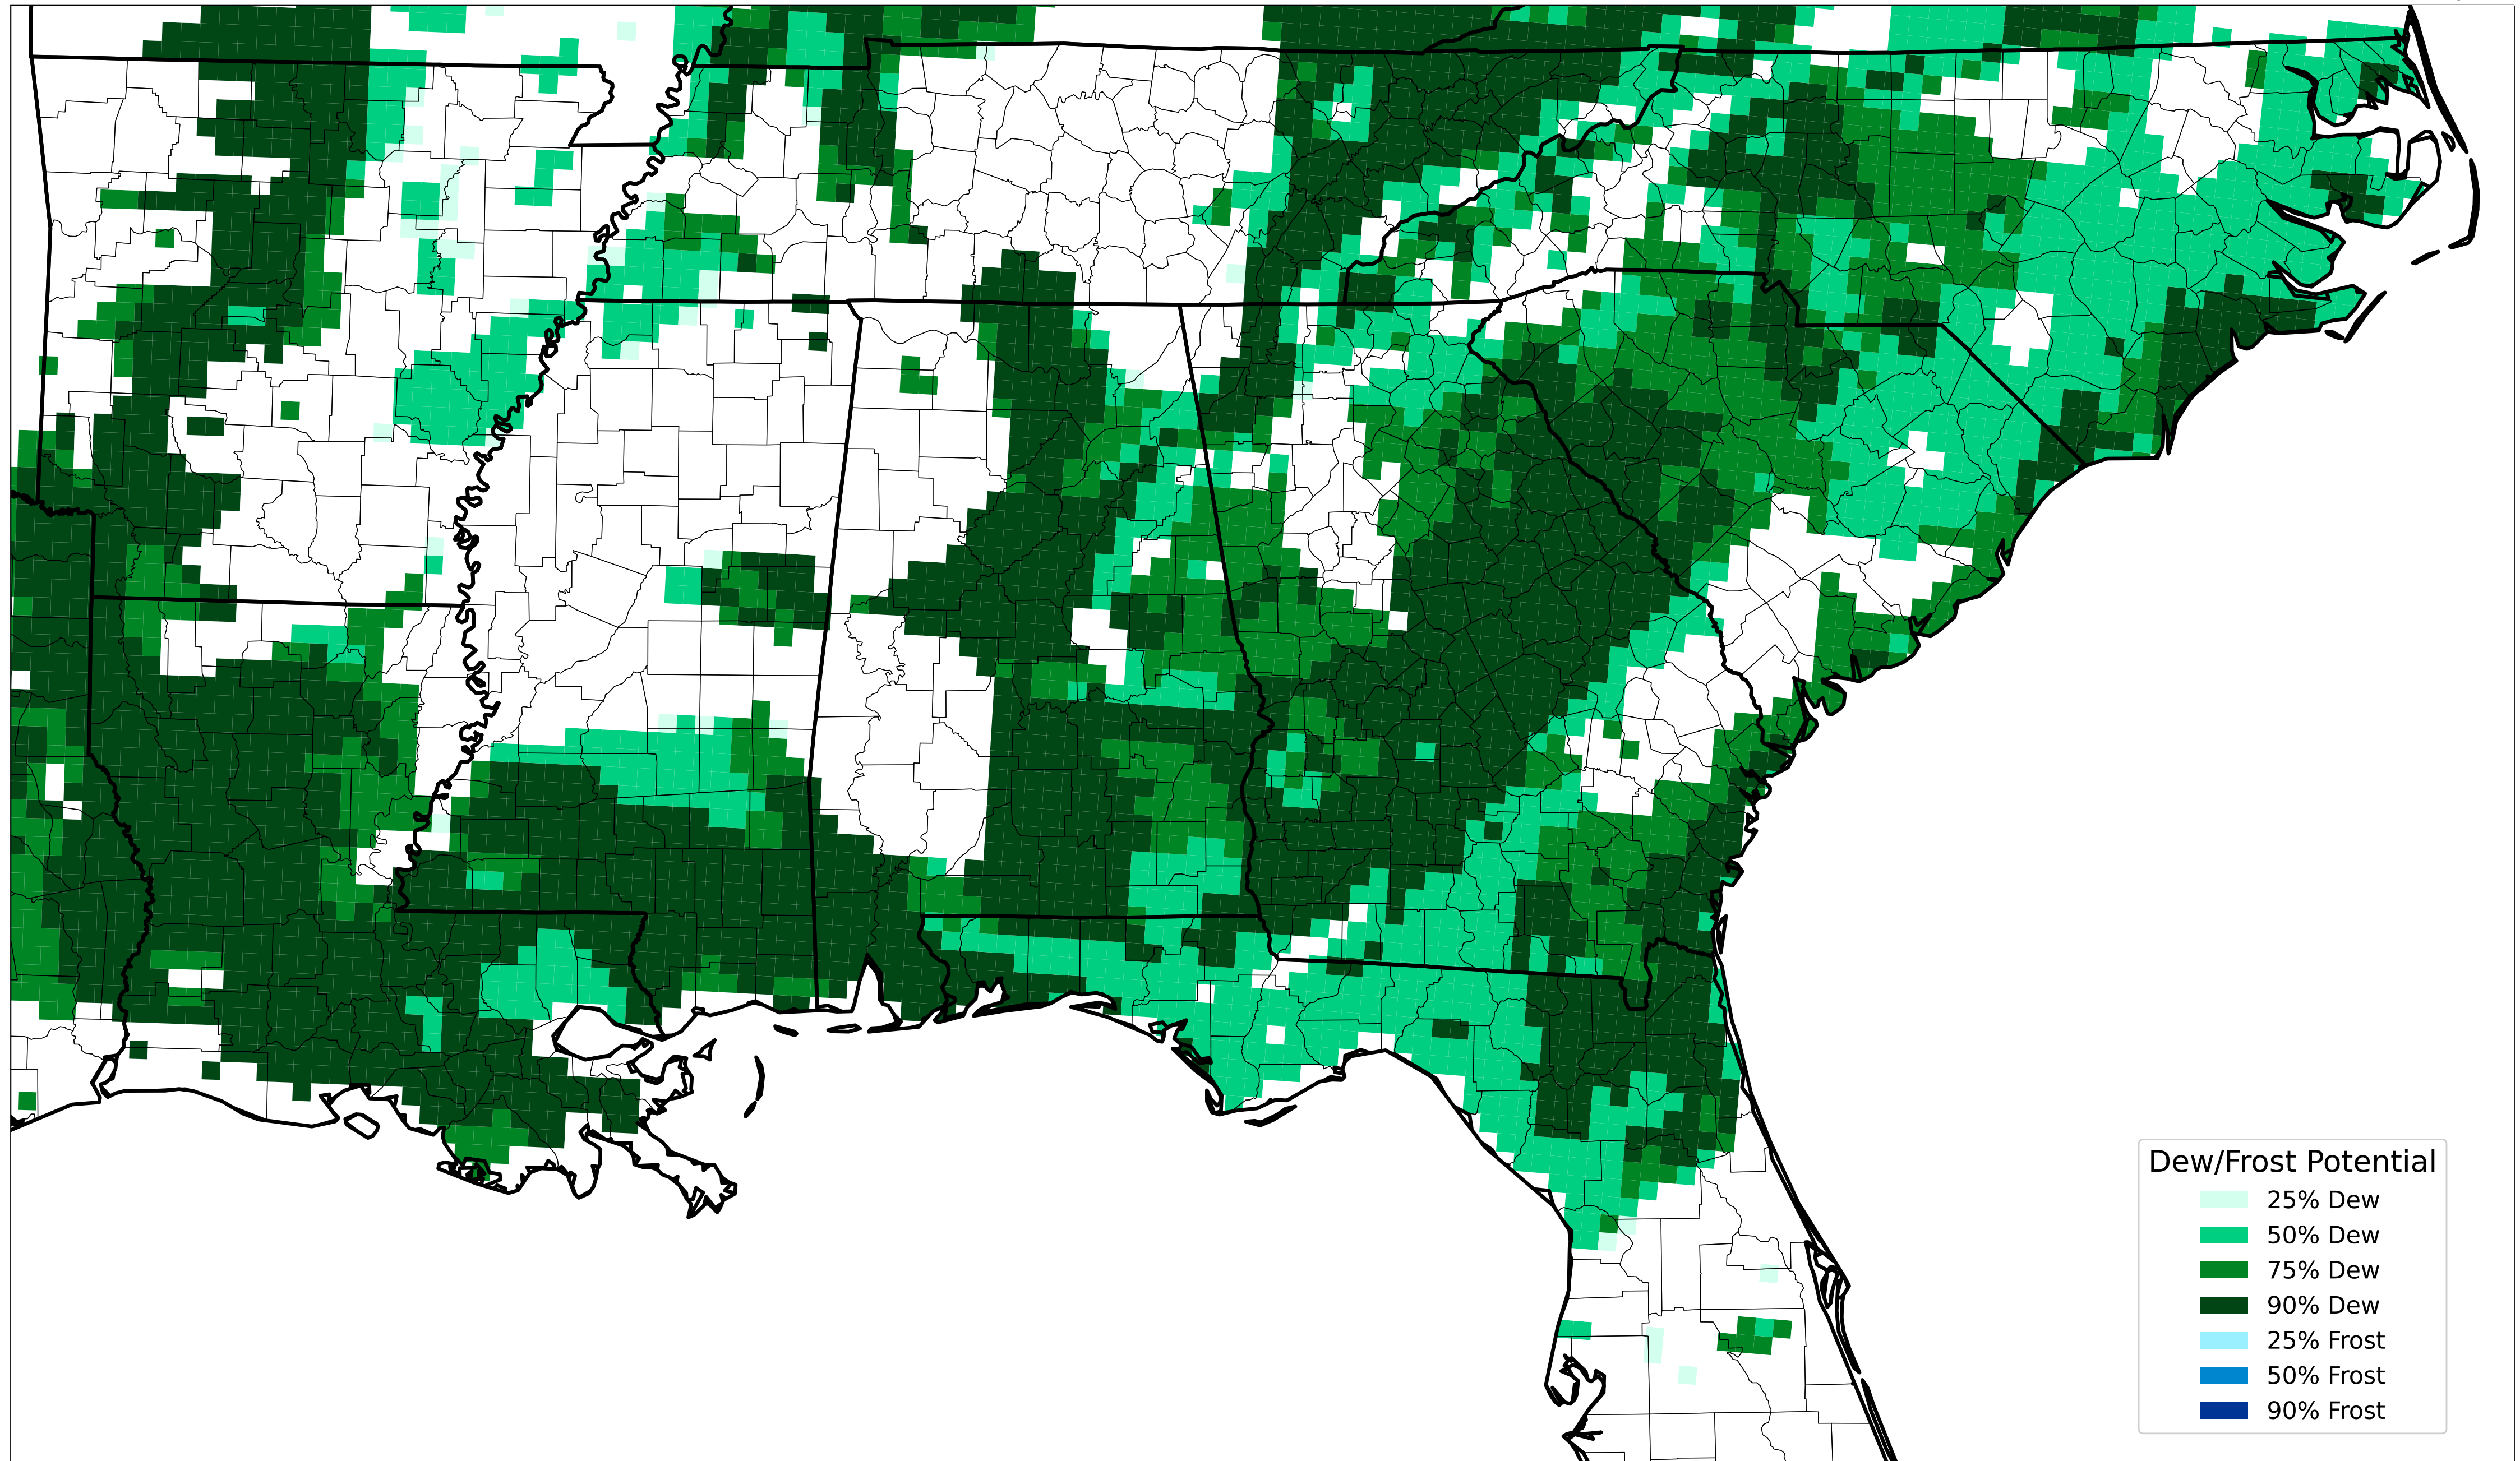 Dew/Frost Potential
25% Dew
50% Dew
75% Dew
90% Dew
25% Frost
50% Frost
90% Frost